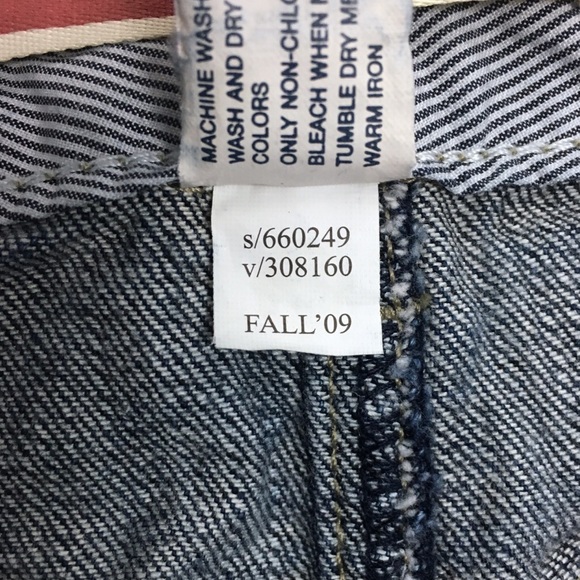 MACHINE WASH
WASH AND DRY
COLORS
ONLY NON-CHLO
BLEACH WHEN N
TUMBLE DRY ME
WARM IRON
s/660249
v/308160
FALL'09